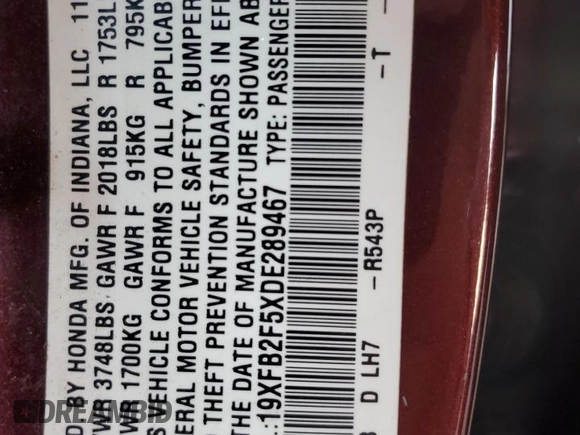 D. BY HONDA MFG. OF INDIANA, LLC 11
WR 3748LBS GAWR F 2018LBS R 1753L
WR 1700KG GAWR F 915KG R 795K
VEHICLE CONFORMS TO ALL APPLICAB
ERAL MOTOR VEHICLE SAFETY, BUMPER
THEFT PREVENTION STANDARDS IN EF
THE DATE OF MANUFACTURE SHOWN AB
:19XFB2F5XDE289467 TYPE: PASSENGER
D LH7 -R543P -T
DREAMBID